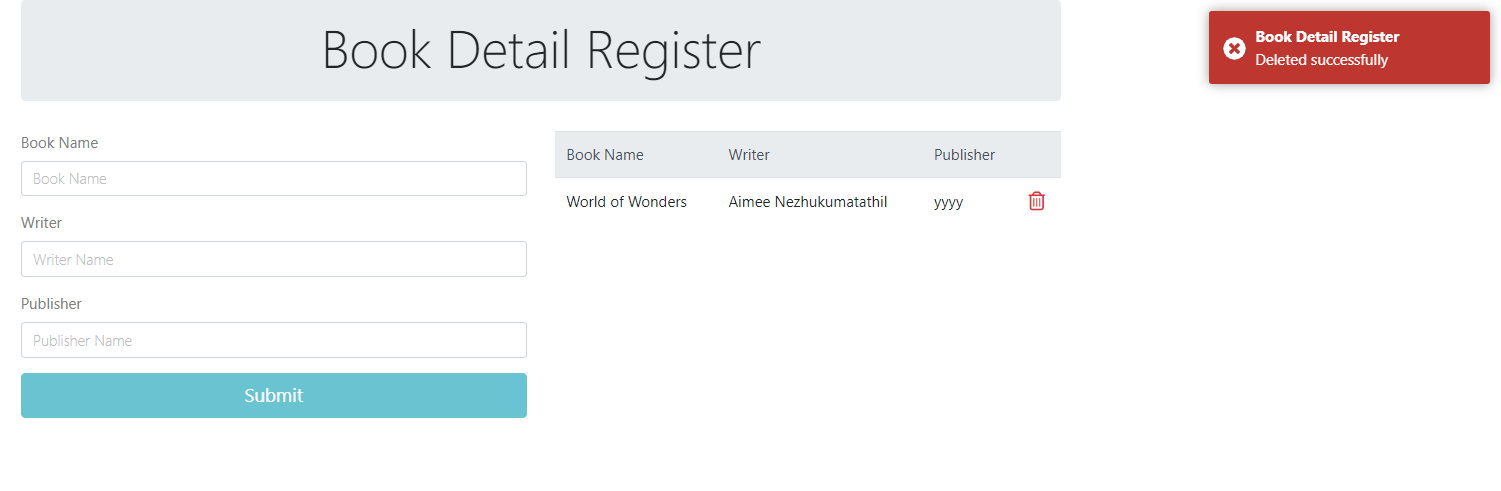 Book Detail Register
Book Detail Register
Deleted successfully
Book Name
Book Name
Writer
Writer Name
Publisher
Publisher Name
Submit
Book Name Writer Publisher
World of Wonders Aimee Nezhukumatathil yyyy